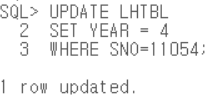 SQL> UPDATE LHTBL
2 SET YEAR = 4
3 WHERE SNO=11054;
1 row updated.